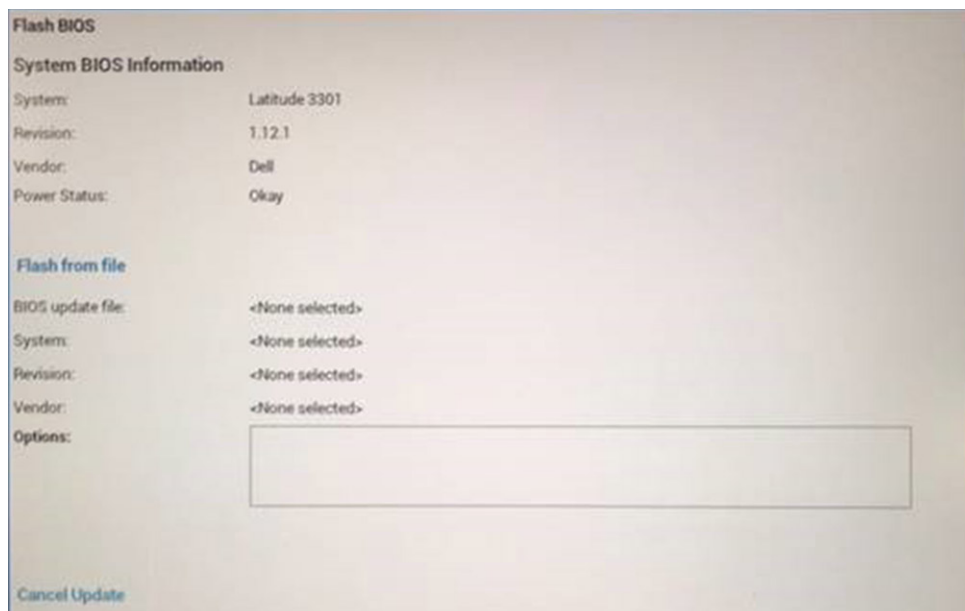 Flash BIOS
System BIOS Information
System: Latitude 3301
Revision: 1.12.1
Vendor: Dell
Power Status: Okay
Flash from file
BIOS update file: <None selected>
System: <None selected>
Revision: <None selected>
Vendor: <None selected>
Options:
Cancel Update